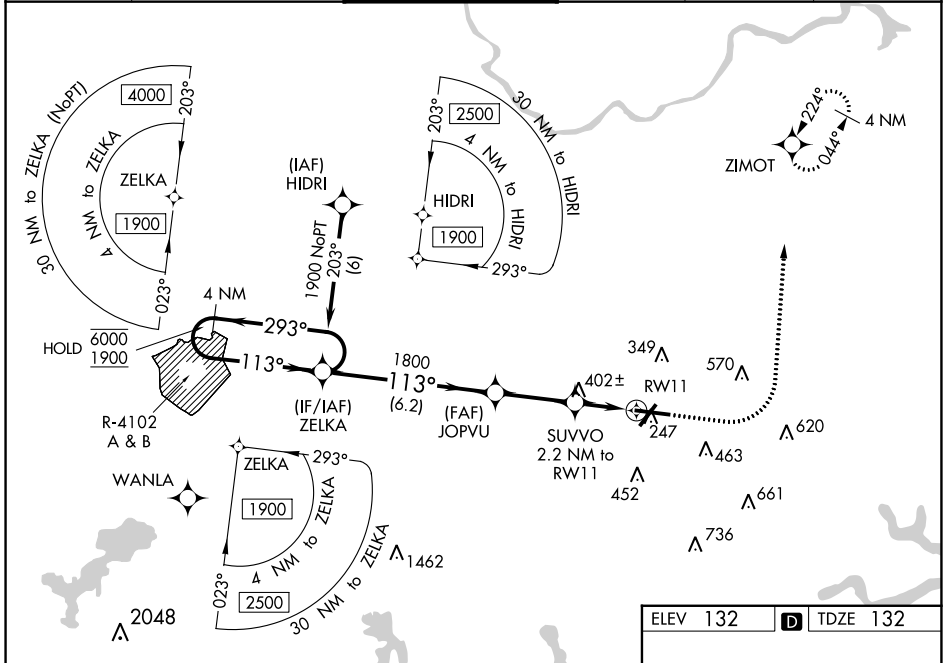 30 NM to ZELKA (NoPT)
4000
203°
4 NM to ZELKA
ZELKA
1900
023°
203°
2500
30 NM to HIDRI
4 NM to HIDRI
HIDRI
1900
293°
224°
044°
4 NM
ZIMOT
(IAF)
HIDRI
1900 NoPT
203°
(6)
4 NM
HOLD
6000
1900
293°
113°
R-4102
A & B
(IF/IAF)
ZELKA
1800
113°
(6.2)
(FAF)
JOPVU
402±
SUVVO
2.2 NM to
RW11
349
RW11
247
570
620
463
452
661
736
WANLA
ZELKA
293°
1900
4 NM to ZELKA
023°
2500
30 NM to ZELKA
1462
2048
ELEV 132
D
TDZE 132